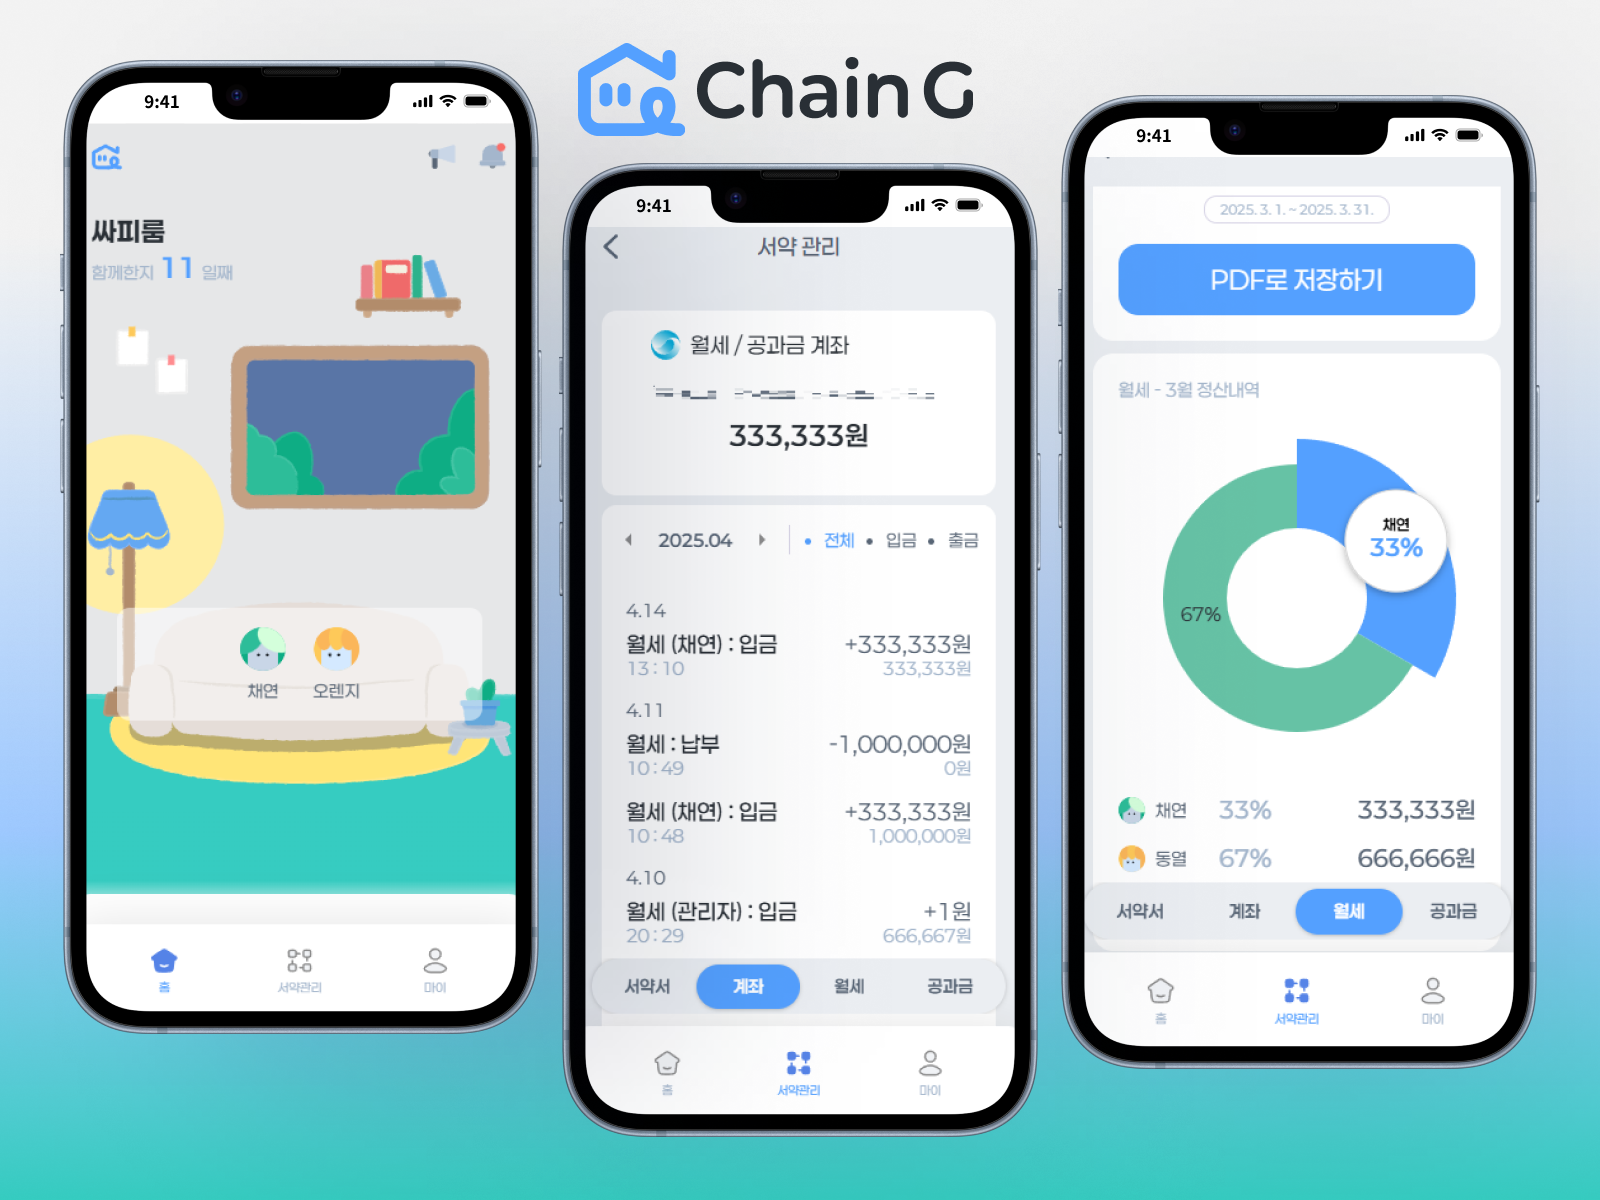 Chain G
9:41
싸피룸
함께한지 11 일째
채연 오렌지
홈 서약관리 마이
9:41
서약 관리
월세 / 공과금 계좌
333,333원
2025.04 • 전체 • 입금 • 출금
4.14
월세 (채연) : 입금 +333,333원
13 : 10 333,333원
4.11
월세 : 납부 -1,000,000원
10 : 49 0원
월세 (채연) : 입금 +333,333원
10 : 48 1,000,000원
4.10
월세 (관리자) : 입금 +1원
20 : 29 666,667원
서약서 계좌 월세 공과금
홈 서약관리 마이
9:41
2025. 3. 1. ~ 2025. 3. 31.
PDF로 저장하기
월세 - 3월 정산내역
채연
33%
67%
채연 33% 333,333원
동열 67% 666,666원
서약서 계좌 월세 공과금
홈 서약관리 마이